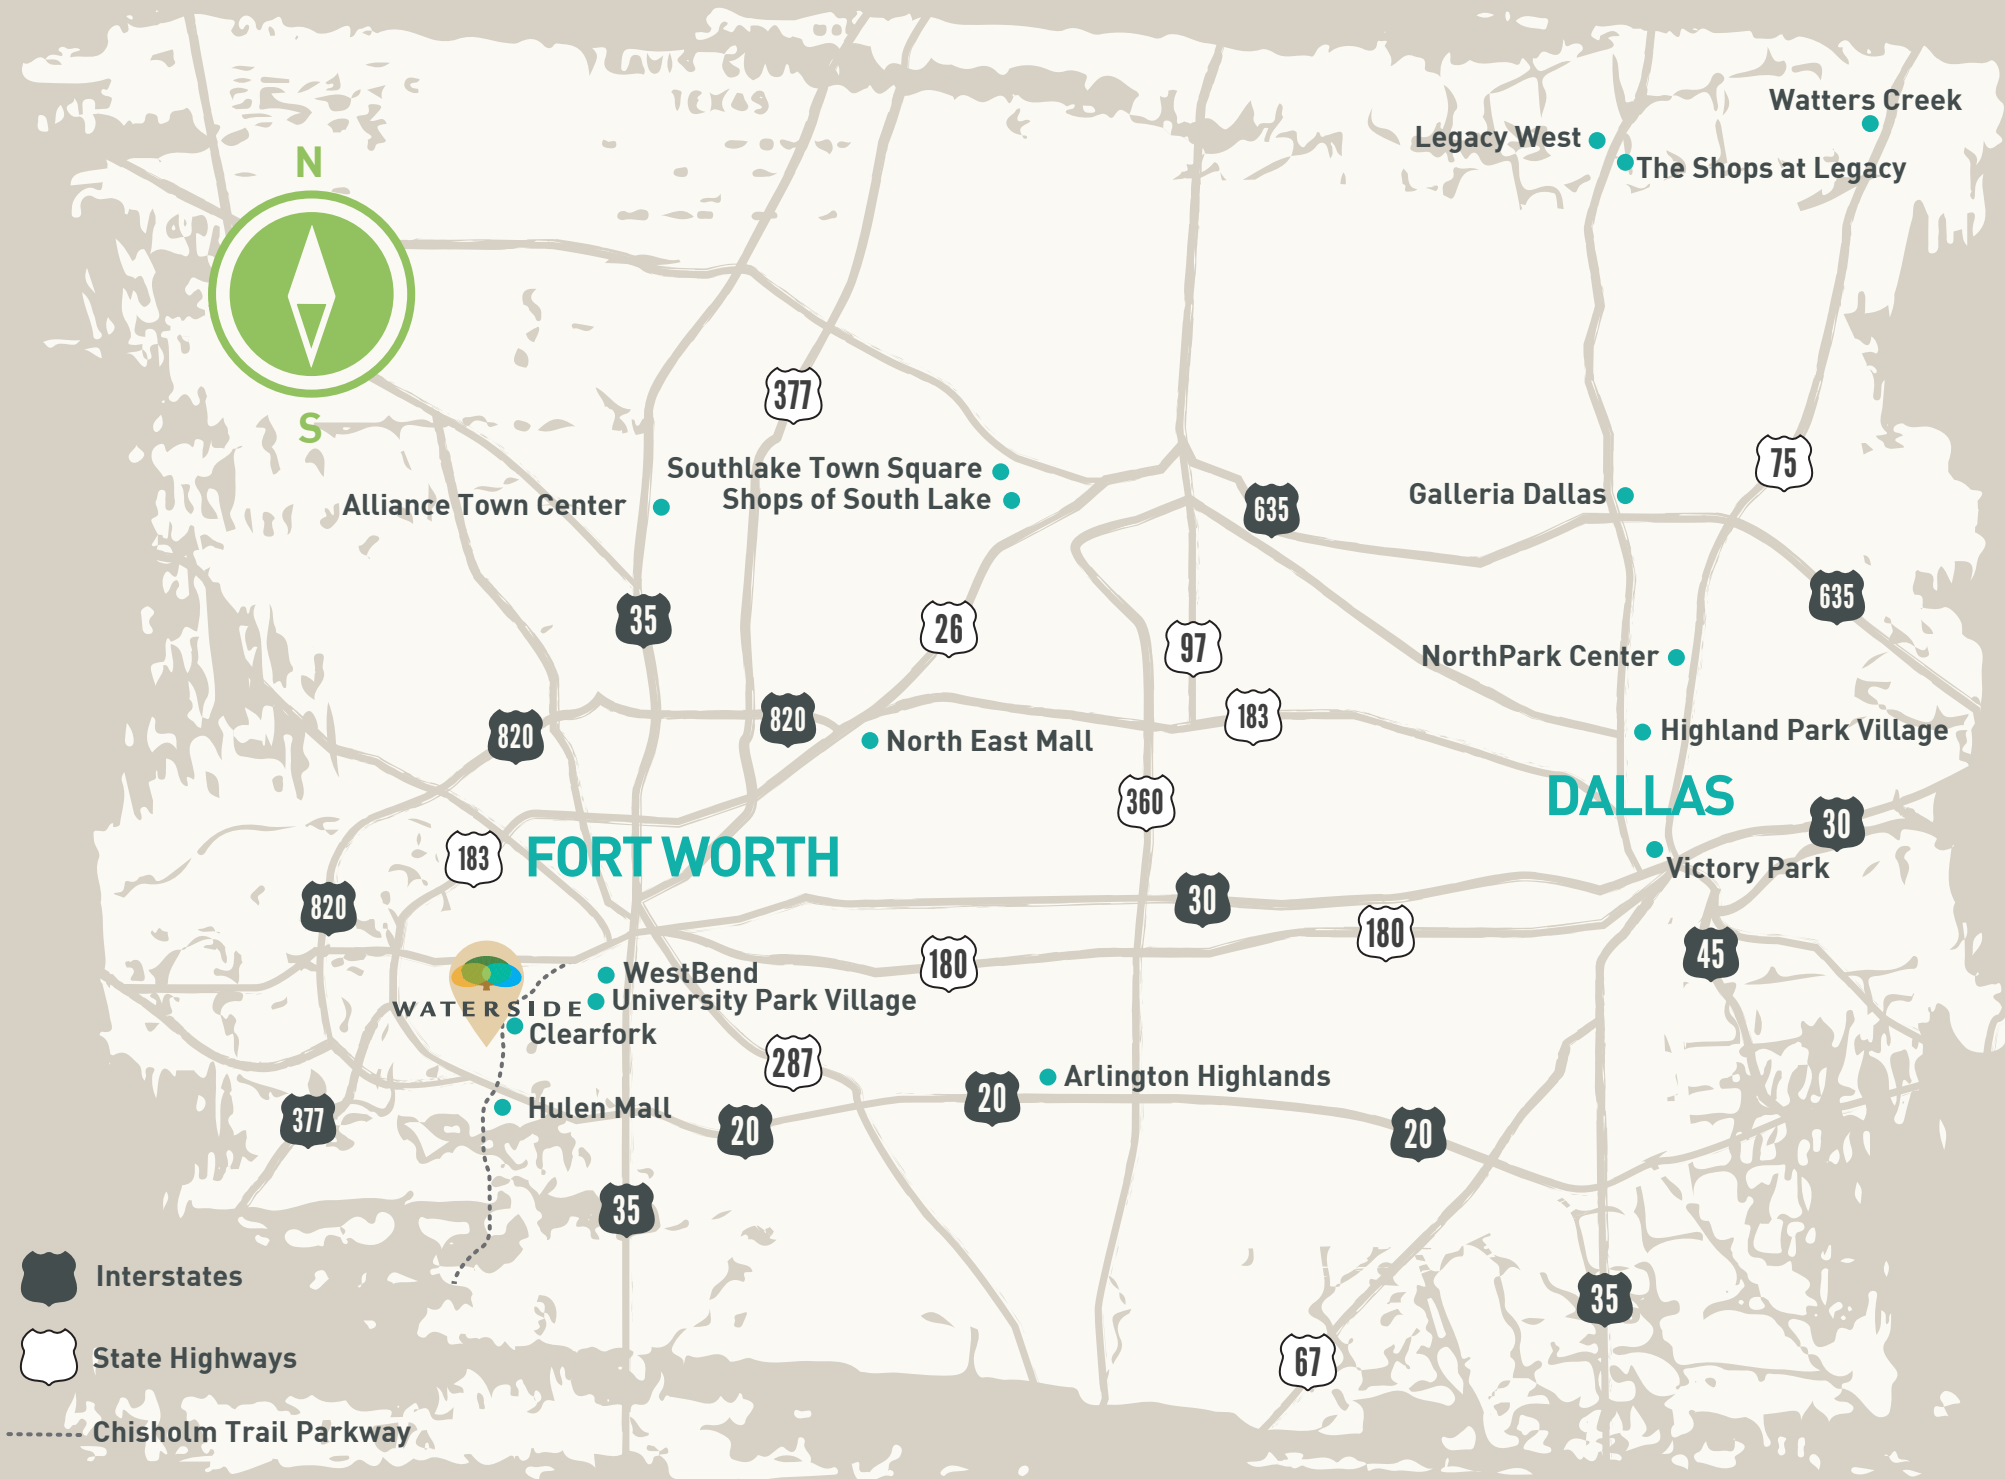 TEXAS
Watters Creek
Legacy West
The Shops at Legacy
N
S
377
75
Southlake Town Square
Shops of South Lake
Alliance Town Center
635
Galleria Dallas
635
35
26
97
NorthPark Center
820
820
183
North East Mall
Highland Park Village
360
DALLAS
30
183
FORT WORTH
Victory Park
820
30
180
180
45
WestBend
WATERSIDE
University Park Village
Clearfork
287
Arlington Highlands
20
Hulen Mall
377
20
20
35
Interstates
35
State Highways
67
Chisholm Trail Parkway